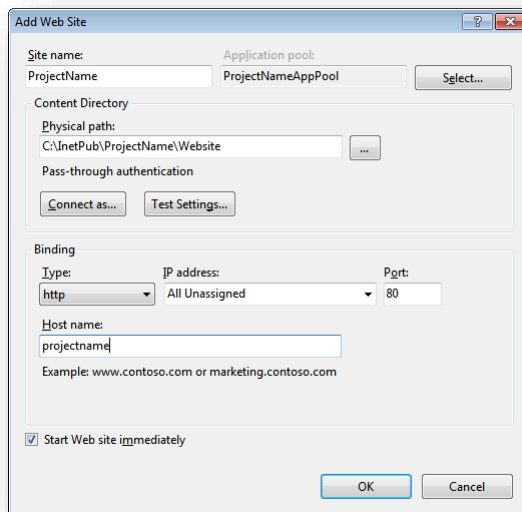 Add Web Site
Site name:
Application pool:
ProjectName
ProjectNameAppPool
Select...
Content Directory
Physical path:
C:\InetPub\ProjectName\Website
...
Pass-through authentication
Connect as...
Test Settings...
Binding
Type:
IP address:
Port:
http
All Unassigned
80
Host name:
projectname
Example: www.contoso.com or marketing.contoso.com
Start Web site immediately
OK
Cancel